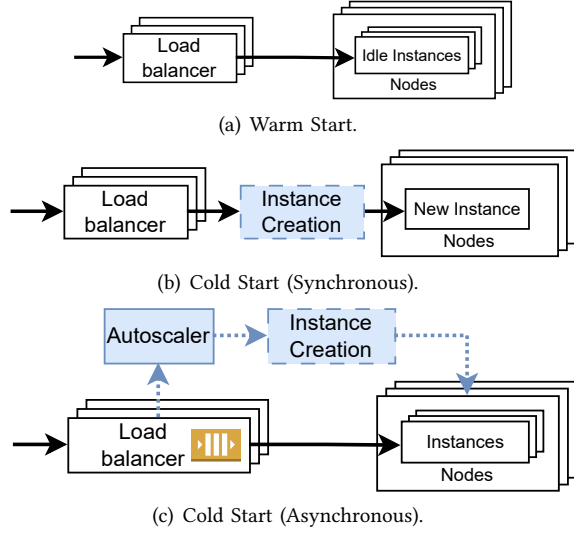 Load
balancer
Idle Instances
Nodes
(a) Warm Start.
Load
balancer
Instance
Creation
New Instance
Nodes
(b) Cold Start (Synchronous).
Autoscaler
Instance
Creation
Load
balancer
Instances
Nodes
(c) Cold Start (Asynchronous).